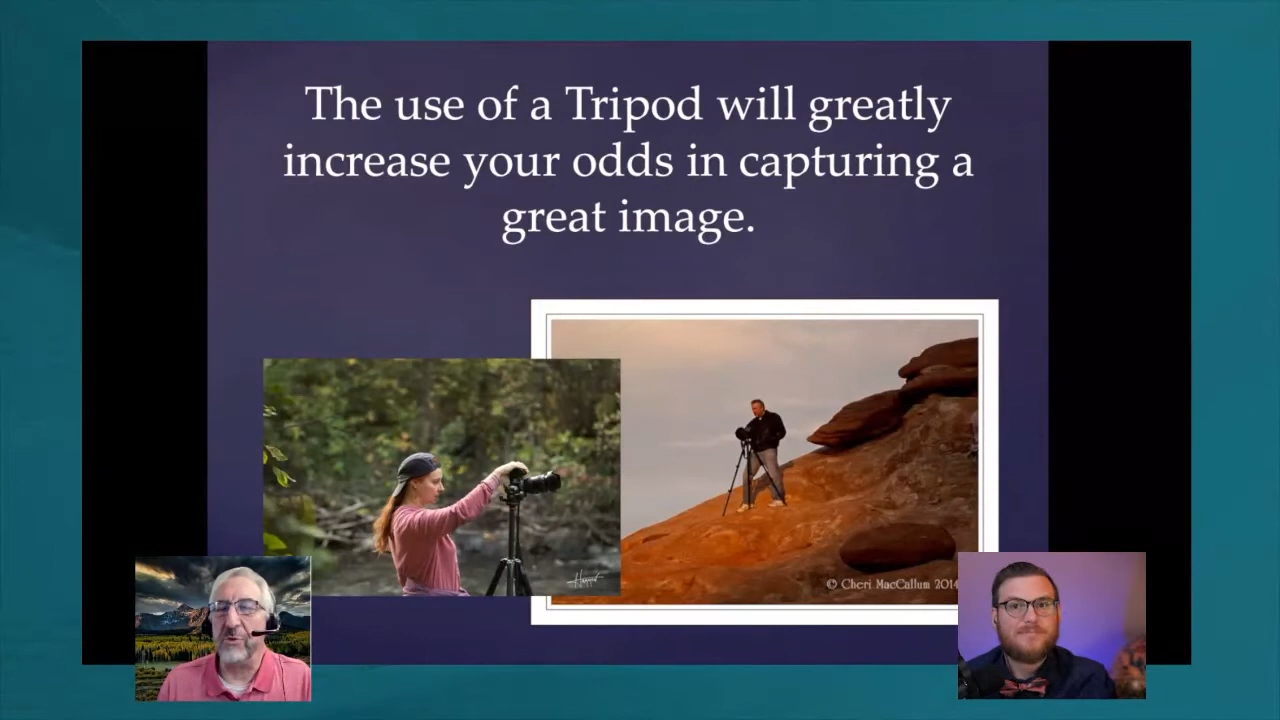 The use of a Tripod will greatly
increase your odds in capturing a
great image.
© Cheri MacCallum 2014